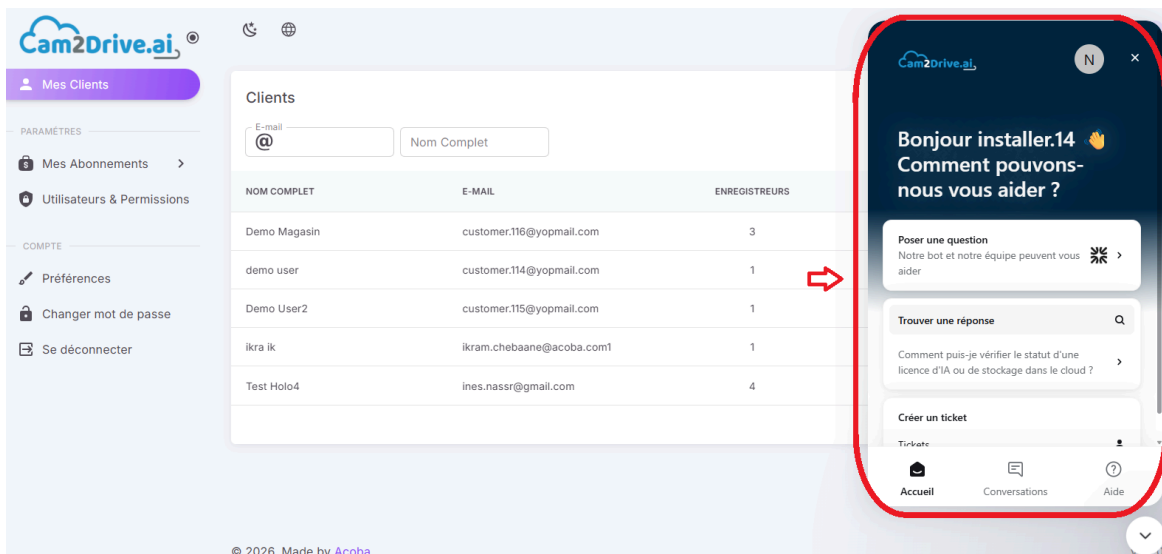 Cam2Drive.ai
Mes Clients
PARAMÈTRES
Mes Abonnements
Utilisateurs & Permissions
COMPTE
Préférences
Changer mot de passe
Se déconnecter
Clients
E-mail
@
Nom Complet
NOM COMPLET E-MAIL ENREGISTREURS
Demo Magasin customer.116@yopmail.com 3
demo user customer.114@yopmail.com 1
Demo User2 customer.115@yopmail.com 1
ikra ik ikram.chebaane@acoba.com1 1
Test Holo4 ines.nassr@gmail.com 4
© 2026, Made by Acoba
Cam2Drive.ai
N
Bonjour installer.14 👋
Comment pouvons-
nous vous aider ?
Poser une question
Notre bot et notre équipe peuvent vous
aider
Trouver une réponse
Comment puis-je vérifier le statut d'une
licence d'IA ou de stockage dans le cloud ?
Créer un ticket
Tickets
Accueil Conversations Aide